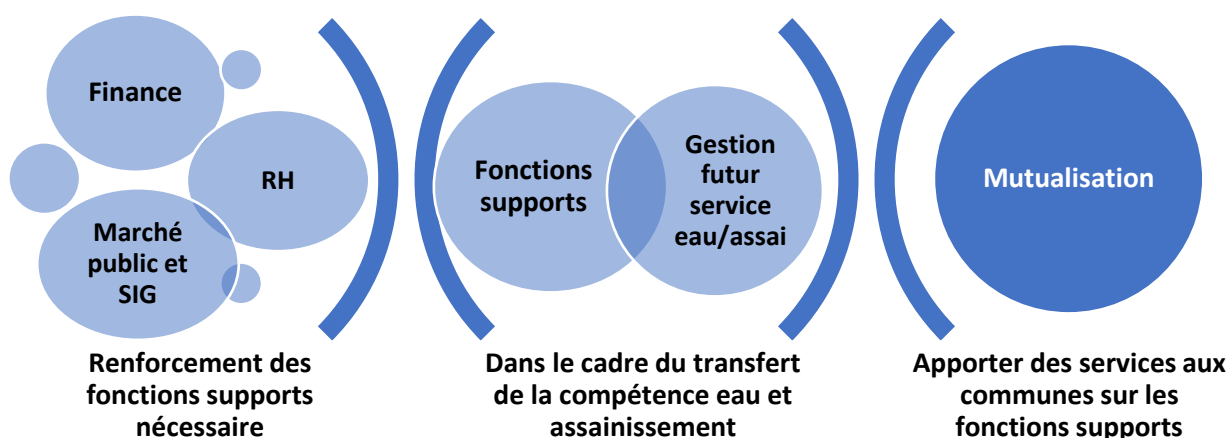 Finance
RH
Marché
public et
SIG
Renforcement des
fonctions supports
nécessaire
Fonctions
supports
Gestion
futur
service
eau/assai
Dans le cadre du transfert
de la compétence eau et
assainissement
Mutualisation
Apporter des services aux
communes sur les
fonctions supports